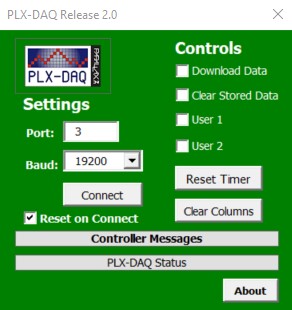 PLX-DAQ Release 2.0
PLX-DAQ
PARALLAX
Settings
Port: 3
Baud: 19200
Connect
Reset on Connect
Controls
Download Data
Clear Stored Data
User 1
User 2
Reset Timer
Clear Columns
Controller Messages
PLX-DAQ Status
About